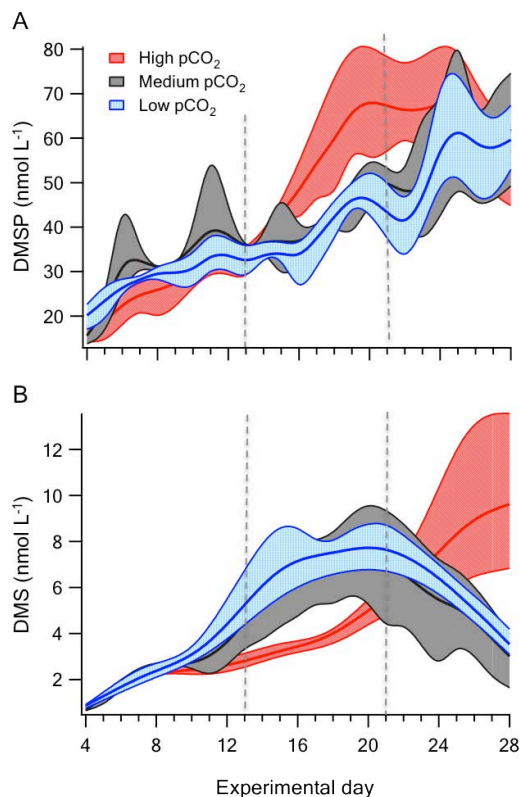 A
High pCO₂
Medium pCO₂
Low pCO₂
80
70
60
50
40
30
20
DMSP (nmol L⁻¹)
B
12
10
8
6
4
2
DMS (nmol L⁻¹)
4 8 12 16 20 24 28
Experimental day